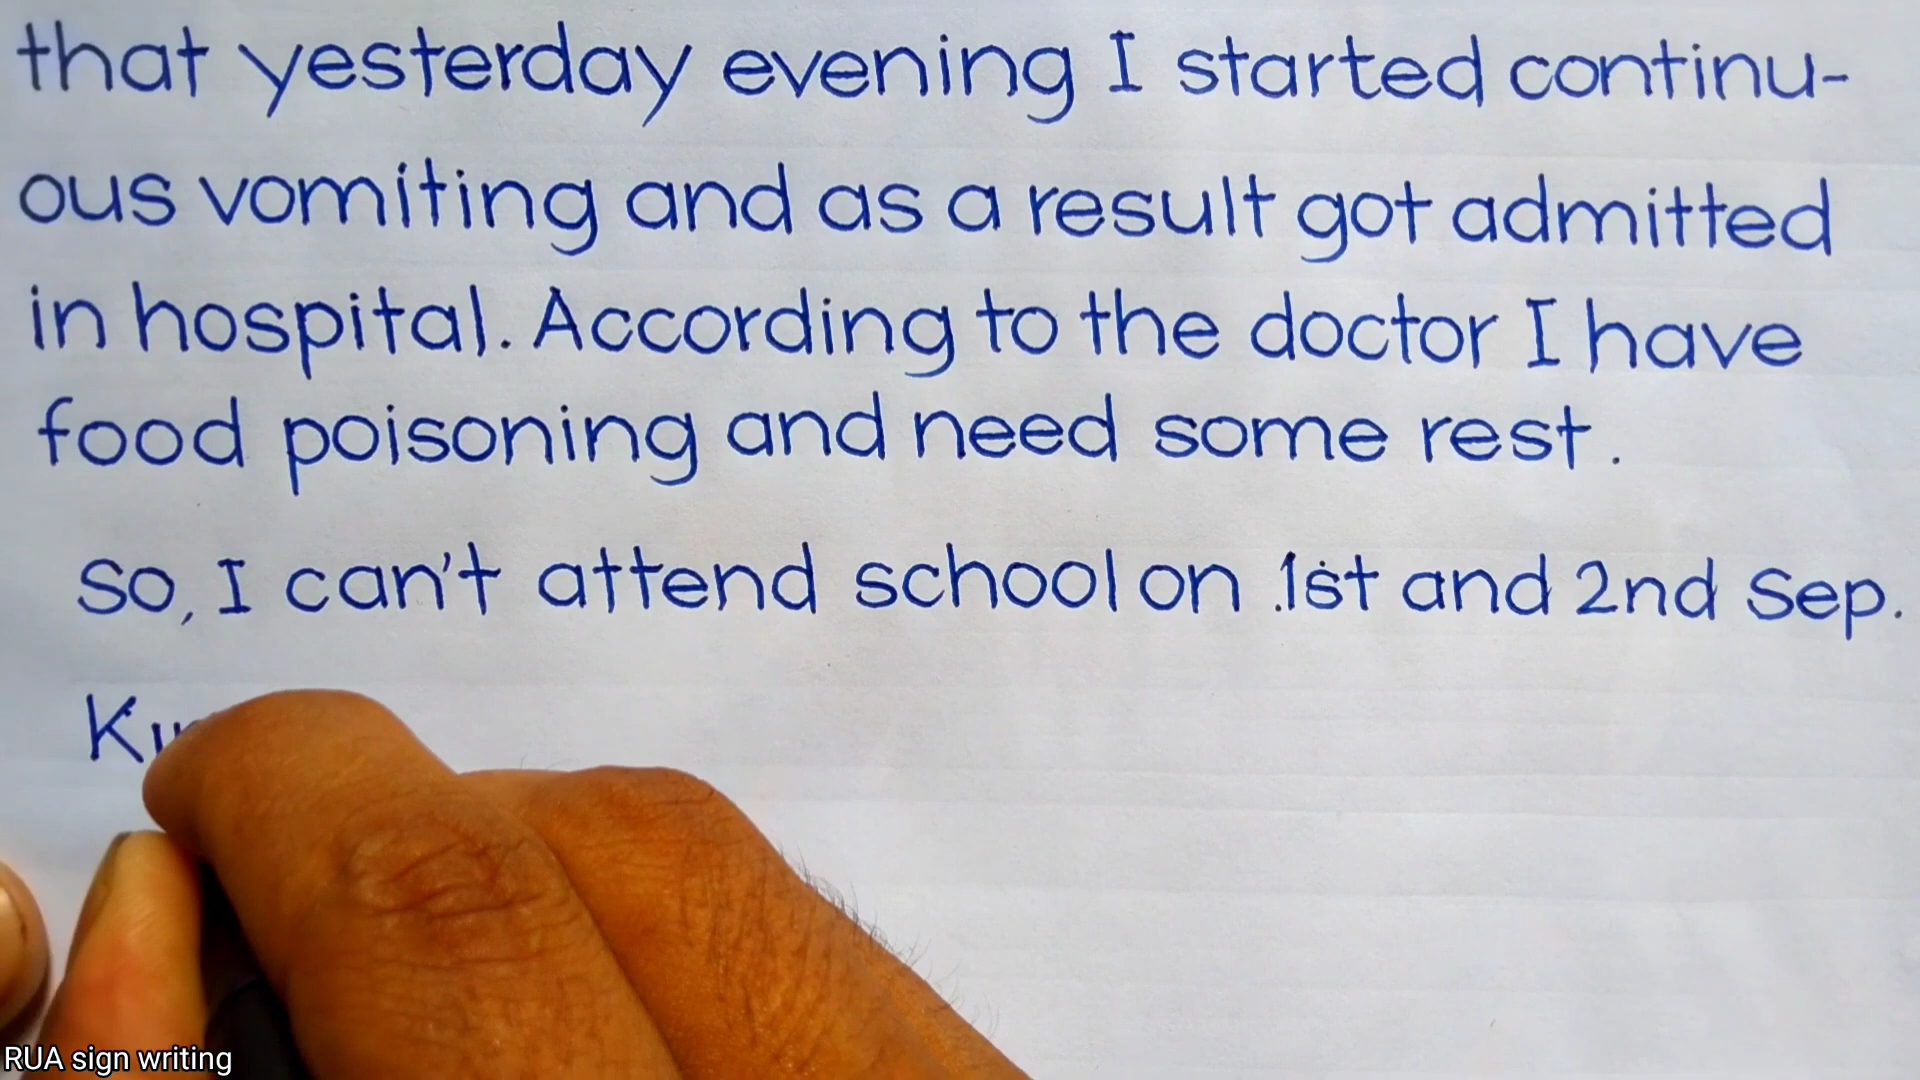 that yesterday evening I started continu-
ous vomiting and as a result got admitted
in hospital. According to the doctor I have
food poisoning and need some rest.
So, I can't attend school on 1st and 2nd Sep.
RUA sign writing